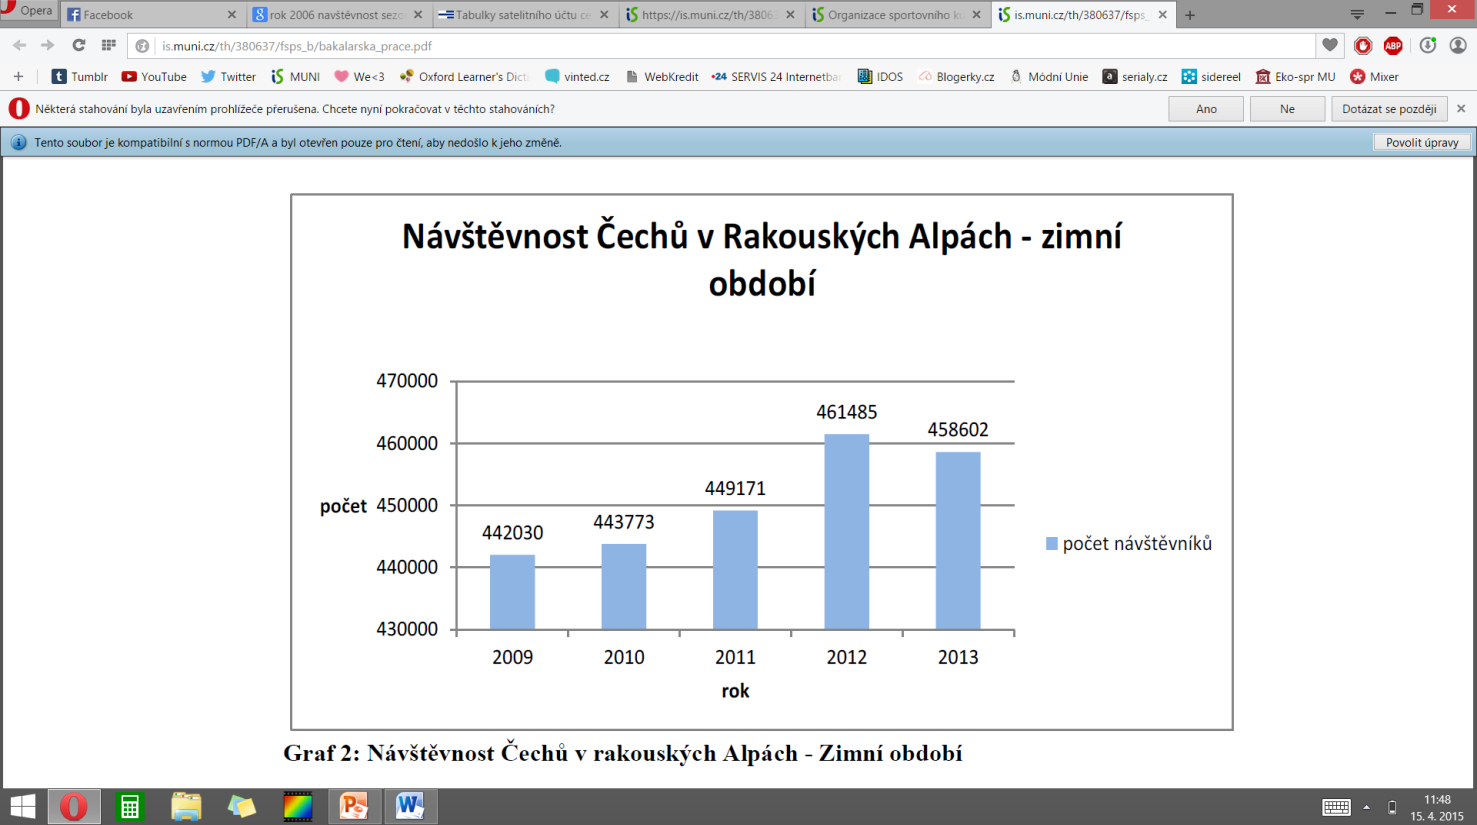 Opera
Facebook
rok 2006 navštěvnost sezo
Tabulky satelitního účtu ce
https://is.muni.cz/th/3806
Organizace sportovního ku
is.muni.cz/th/380637/fsps_
is.muni.cz/th/380637/fsps_b/bakalarska_prace.pdf
ABP
Tumblr YouTube Twitter MUNI We<3 Oxford Learner's Dicti vinted.cz WebKredit SERVIS 24 Internetba IDOS Blogerky.cz Módní Unie serialy.cz sidereel Eko-spr MU Mixer
Některá stahování byla uzavřením prohlížeče přerušena. Chcete nyní pokračovat v těchto stahováních?
Ano Ne Dotázat se později
Tento soubor je kompatibilní s normou PDF/A a byl otevřen pouze pro čtení, aby nedošlo k jeho změně.
Povolit úpravy
Návštěvnost Čechů v Rakouských Alpách - zimní
období
470000
460000
450000
440000
430000
počet
442030
443773
449171
461485
458602
2009 2010 2011 2012 2013
rok
počet návštěvníků
Graf 2: Návštěvnost Čechů v rakouských Alpách - Zimní období
11:48
15. 4. 2015